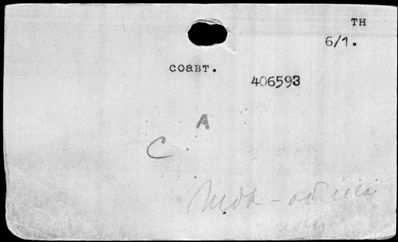 тн
6/1.
соавт.
406593
А
С